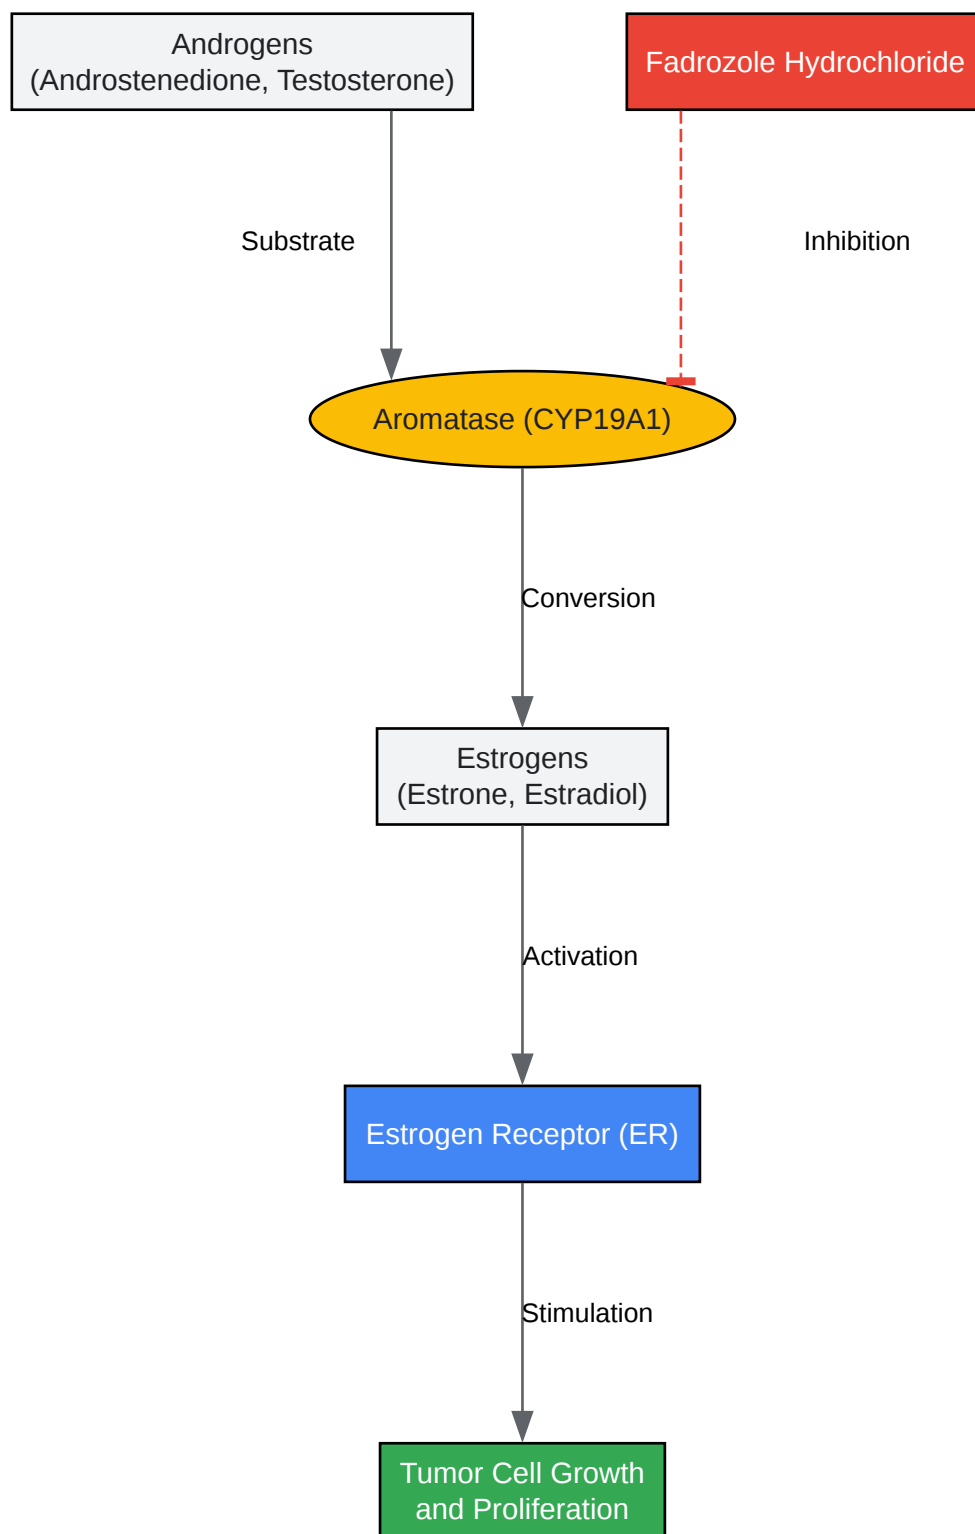 Androgens
(Androstenedione, Testosterone)
Fadrozole Hydrochloride
Substrate
Inhibition
Aromatase (CYP19A1)
Conversion
Estrogens
(Estrone, Estradiol)
Activation
Estrogen Receptor (ER)
Stimulation
Tumor Cell Growth
and Proliferation